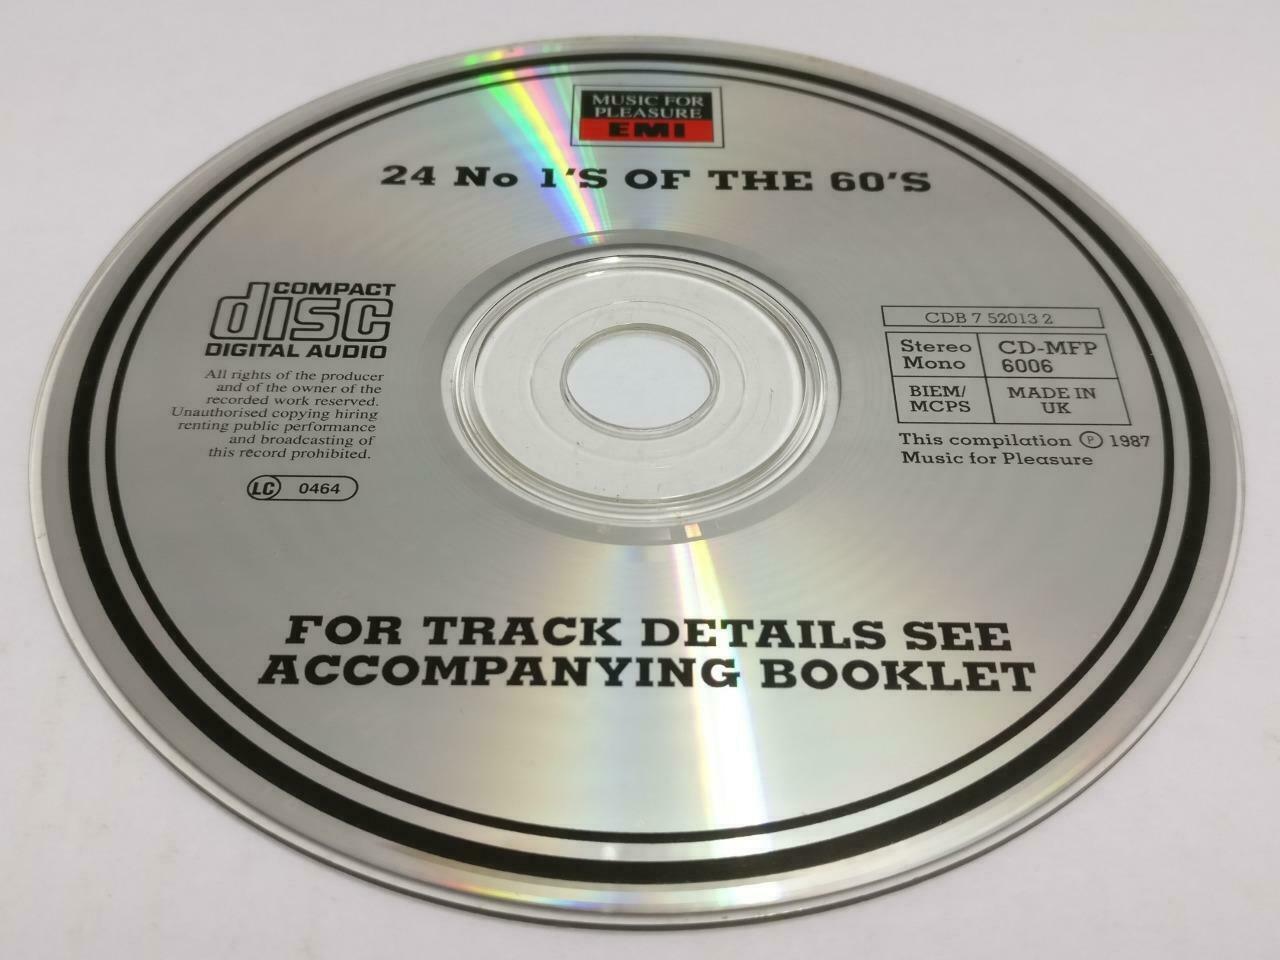 MUSIC FOR
PLEASURE
EMI
24 No 1'S OF THE 60'S
COMPACT
disc
DIGITAL AUDIO
All rights of the producer
and of the owner of the
recorded work reserved.
Unauthorised copying hiring
renting public performance
and broadcasting of
this record prohibited.
LC 0464
CDB 7 52013 2
Stereo
Mono
CD-MFP
6006
BIEM/
MCPS
MADE IN
UK
This compilation Ⓟ 1987
Music for Pleasure
FOR TRACK DETAILS SEE
ACCOMPANYING BOOKLET